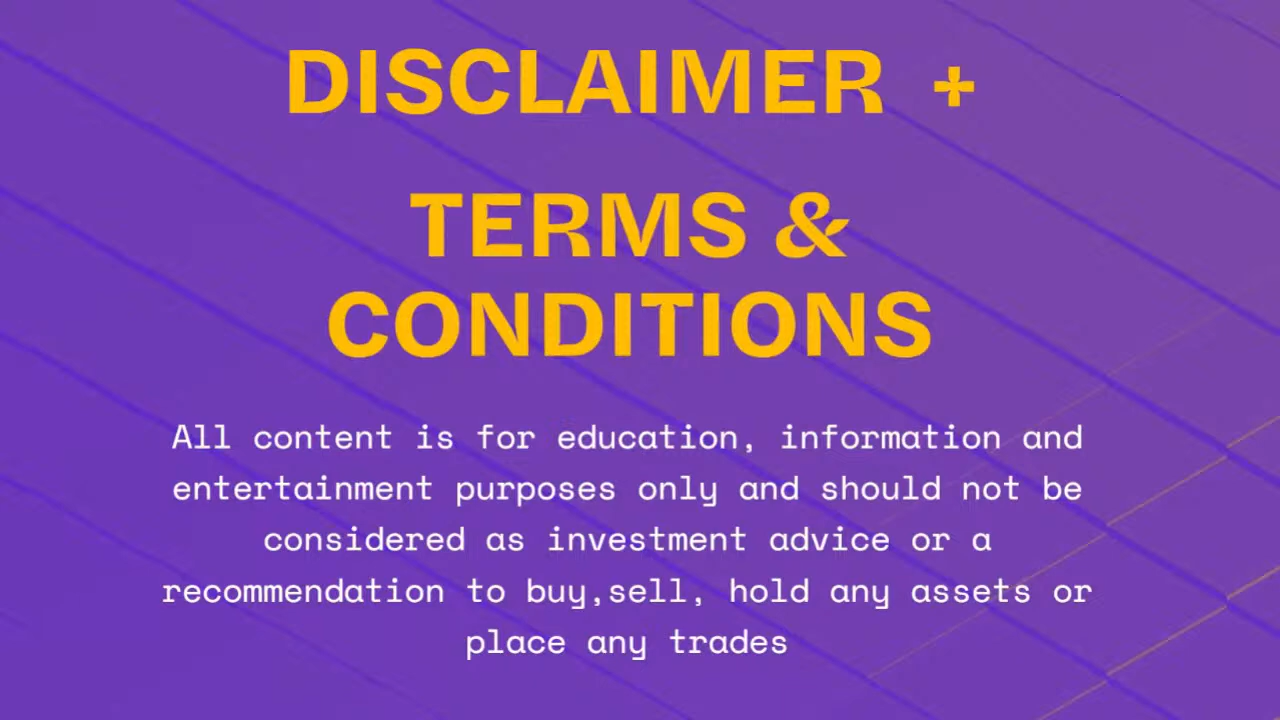 DISCLAIMER +
TERMS &
CONDITIONS
All content is for education, information and
entertainment purposes only and should not be
considered as investment advice or a
recommendation to buy,sell, hold any assets or
place any trades